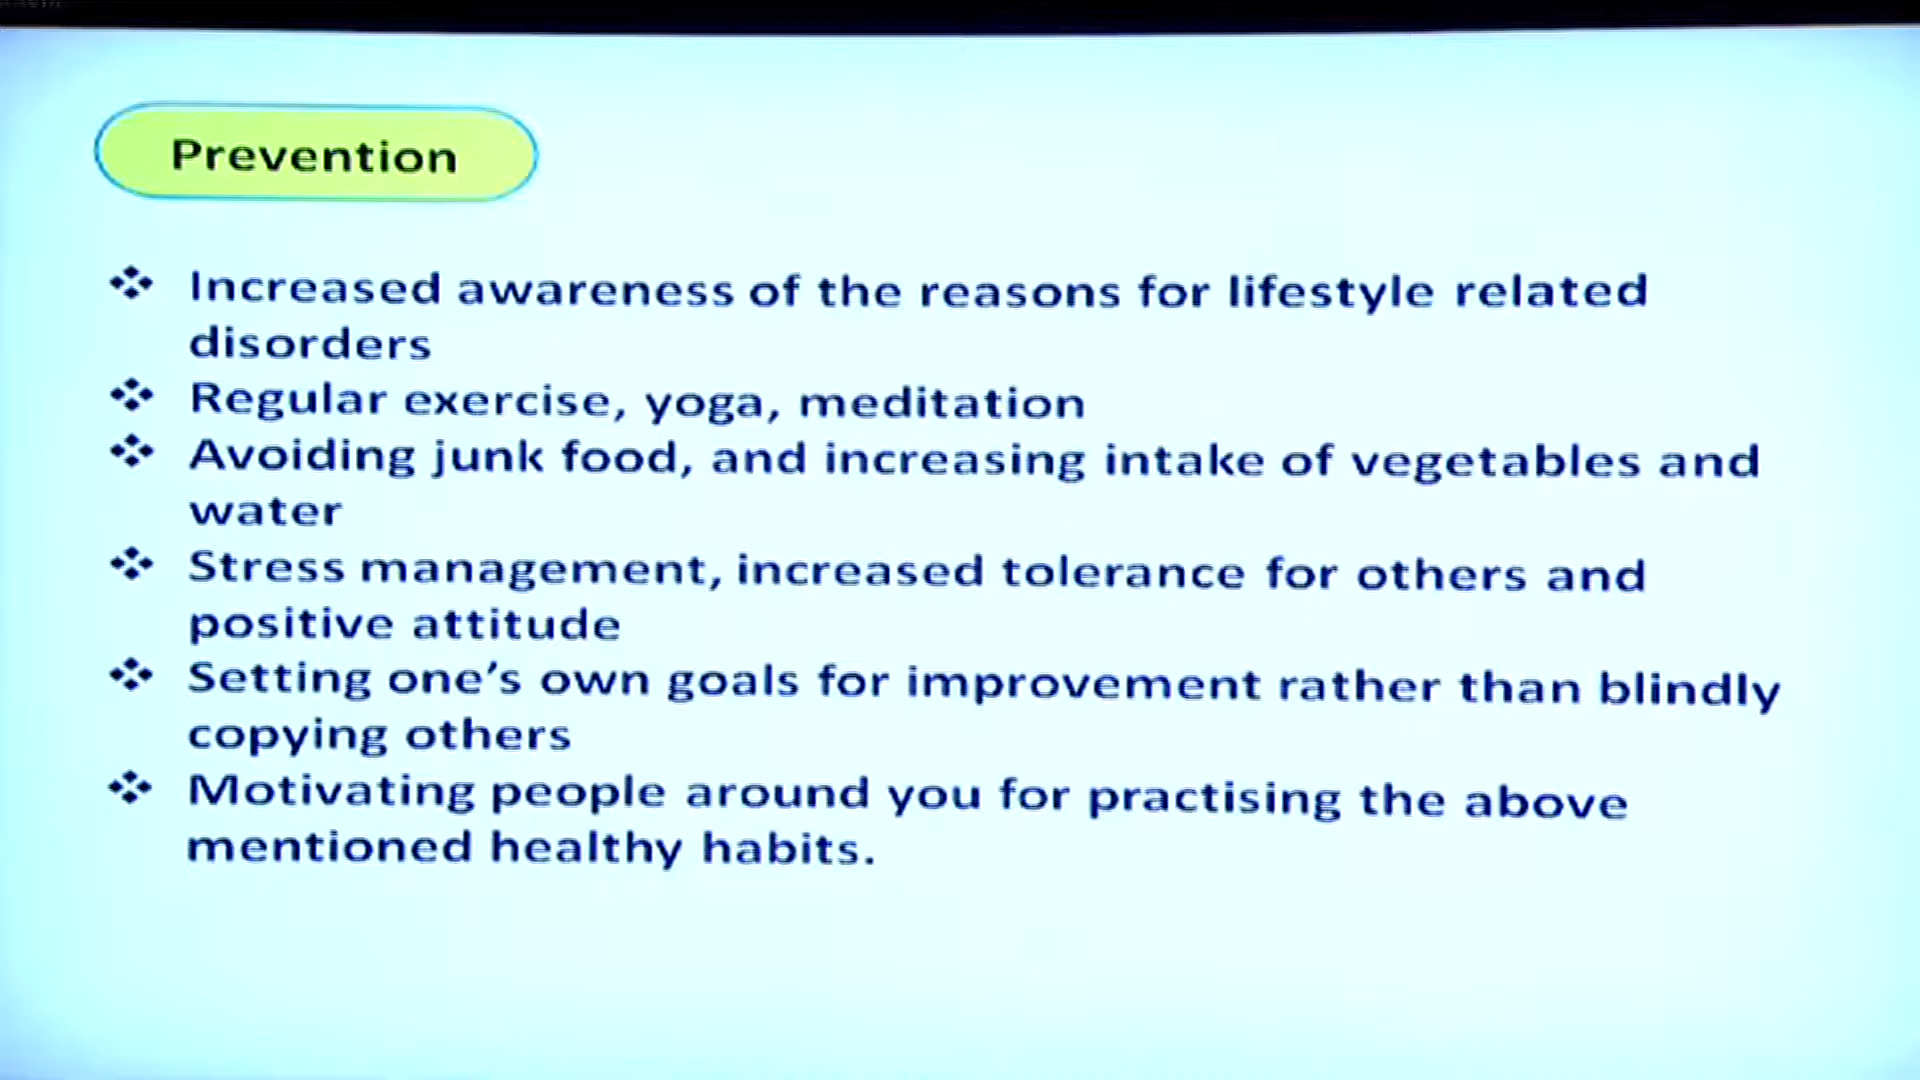 Prevention
❖ Increased awareness of the reasons for lifestyle related
disorders
❖ Regular exercise, yoga, meditation
❖ Avoiding junk food, and increasing intake of vegetables and
water
❖ Stress management, increased tolerance for others and
positive attitude
❖ Setting one’s own goals for improvement rather than blindly
copying others
❖ Motivating people around you for practising the above
mentioned healthy habits.